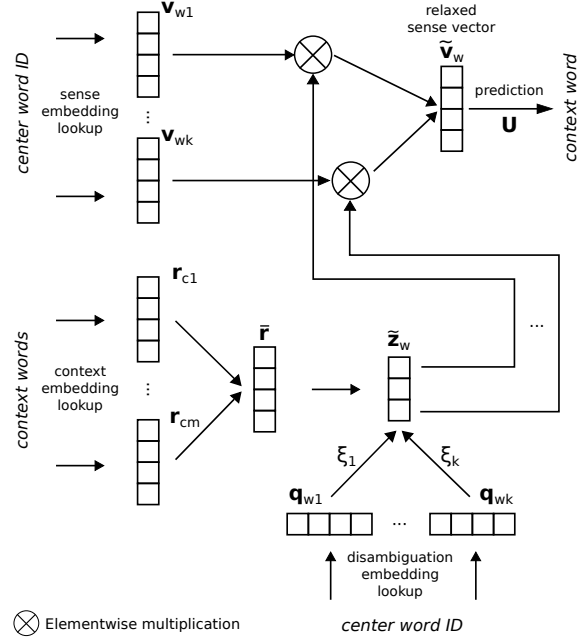 v_w1
relaxed
sense vector
ṽ_w
center word ID
sense
embedding
lookup
...
prediction
U
context word
v_wk
r_c1
r̄
z̃_w
...
context words
context
embedding
lookup
...
r_cm
ξ_1
ξ_k
q_w1
q_wk
...
disambiguation
embedding
lookup
Elementwise multiplication
center word ID